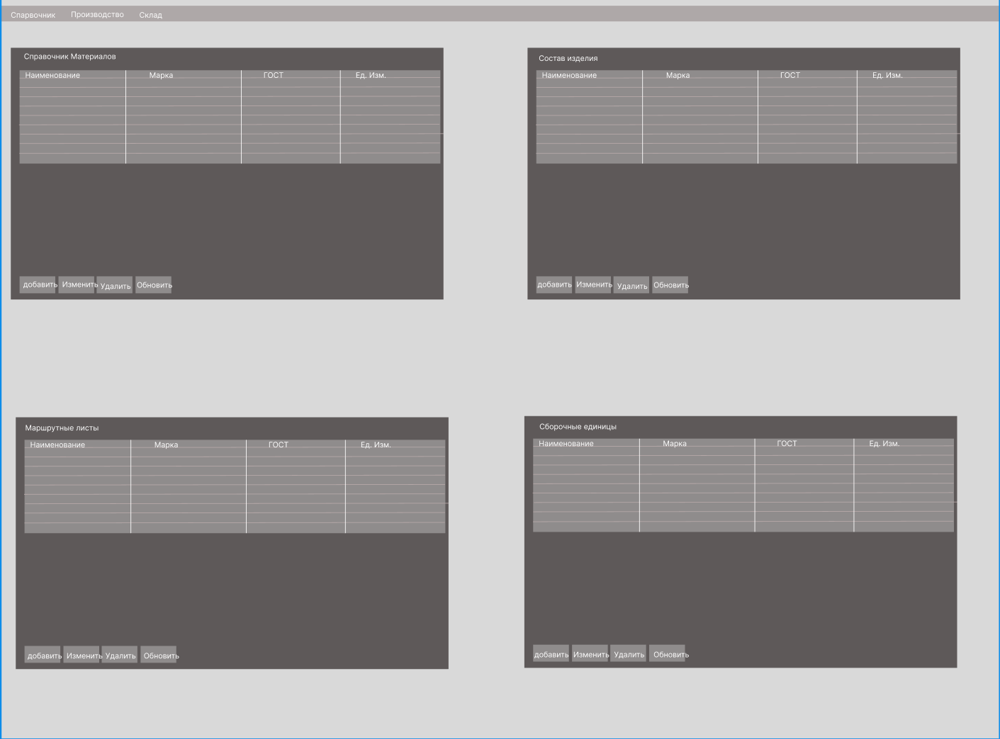 Спарвочник Производство Склад
Справочник Материалов
Наименование Марка ГОСТ Ед. Изм.
добавить Изменить Удалить Обновить
Состав изделия
Наименование Марка ГОСТ Ед. Изм.
добавить Изменить Удалить Обновить
Маршрутные листы
Наименование Марка ГОСТ Ед. Изм.
добавить Изменить Удалить Обновить
Сборочные единицы
Наименование Марка ГОСТ Ед. Изм.
добавить Изменить Удалить Обновить